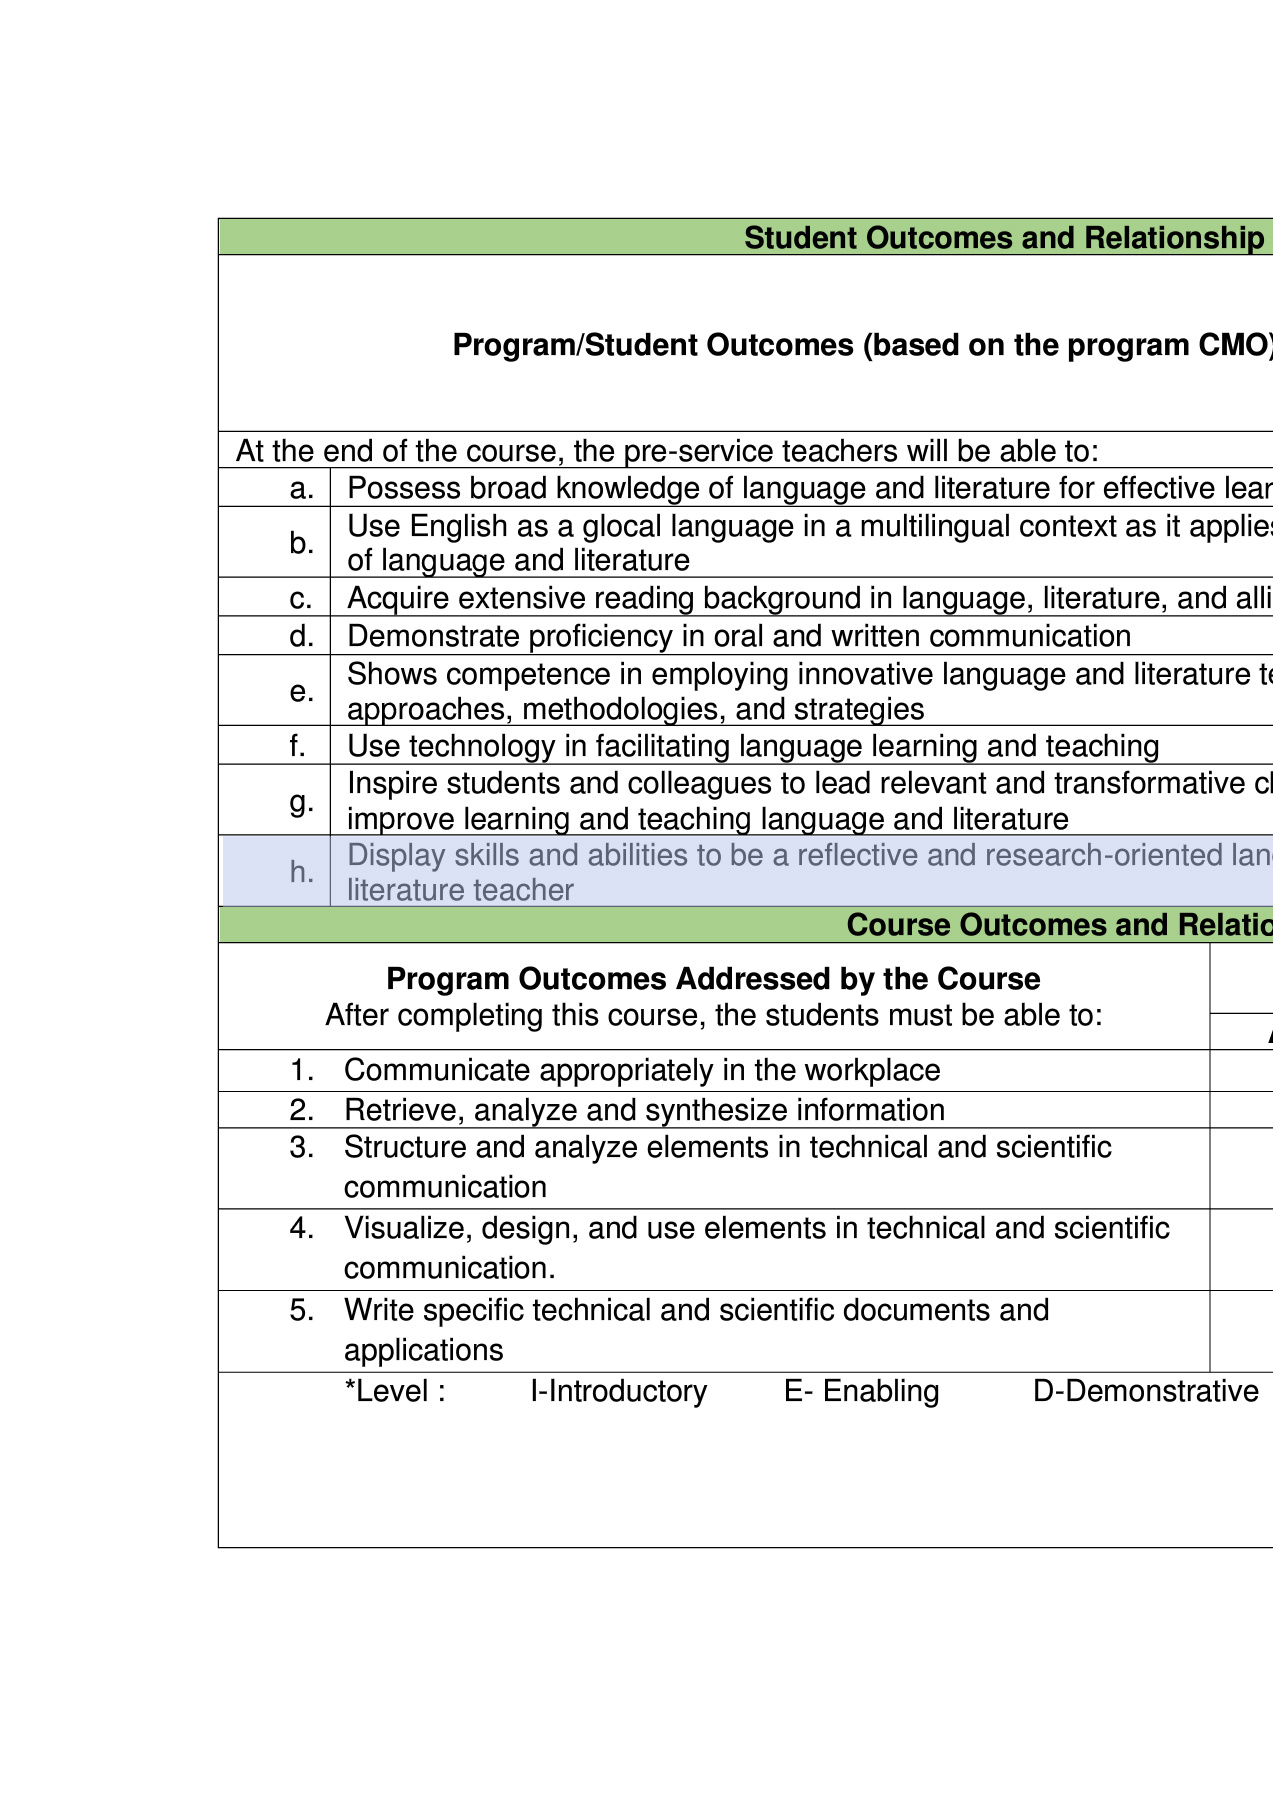 Student Outcomes and Relationship
Program/Student Outcomes (based on the program CMO)
At the end of the course, the pre-service teachers will be able to:
a. Possess broad knowledge of language and literature for effective
b. Use English as a glocal language in a multilingual context as it applies
of language and literature
c. Acquire extensive reading background in language, literature, and
d. Demonstrate proficiency in oral and written communication
e. Shows competence in employing innovative language and literature
approaches, methodologies, and strategies
f. Use technology in facilitating language learning and teaching
g. Inspire students and colleagues to lead relevant and transformative
improve learning and teaching language and literature
h. Display skills and abilities to be a reflective and research-oriented
literature teacher
Course Outcomes and
Program Outcomes Addressed by the Course
After completing this course, the students must be able to:
1. Communicate appropriately in the workplace
2. Retrieve, analyze and synthesize information
3. Structure and analyze elements in technical and scientific
communication
4. Visualize, design, and use elements in technical and scientific
communication.
5. Write specific technical and scientific documents and
applications
*Level : I-Introductory E- Enabling D-Demonstrative